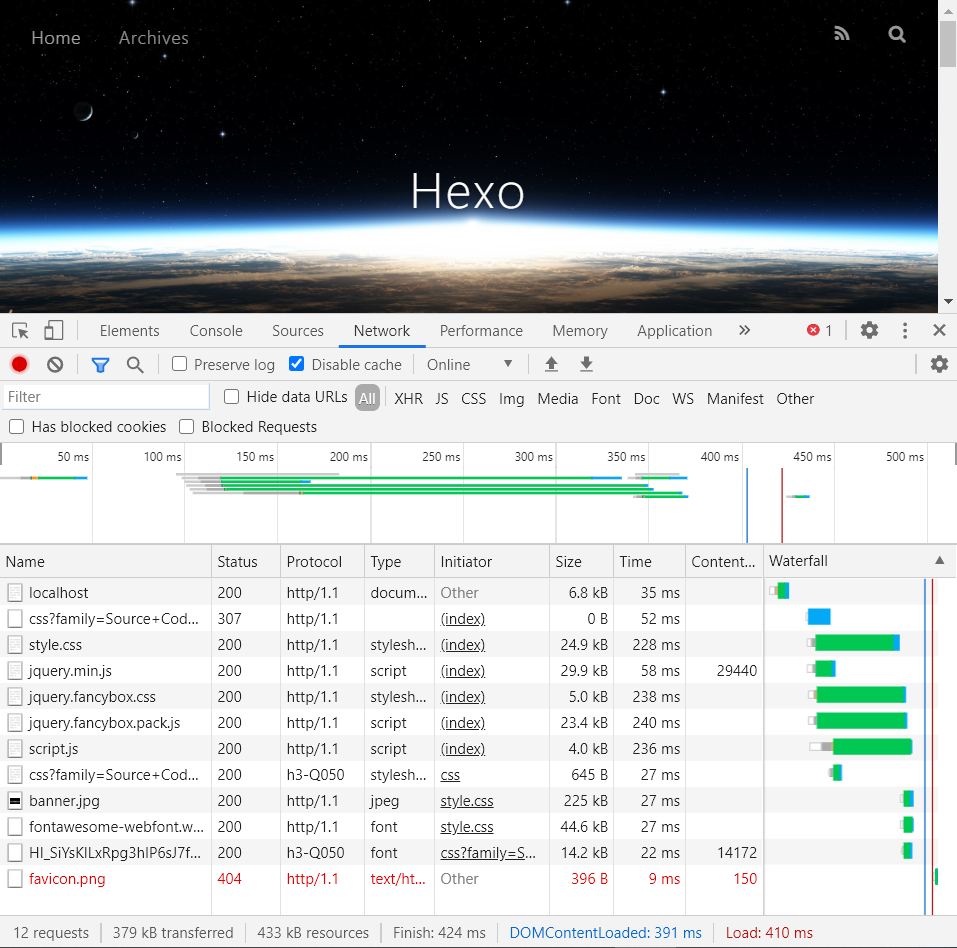 Home Archives
Hexo
Elements Console Sources Network Performance Memory Application » 1
Preserve log Disable cache Online
Filter Hide data URLs All XHR JS CSS Img Media Font Doc WS Manifest Other
Has blocked cookies Blocked Requests
50 ms 100 ms 150 ms 200 ms 250 ms 300 ms 350 ms 400 ms 450 ms 500 ms
Name Status Protocol Type Initiator Size Time Content... Waterfall
localhost 200 http/1.1 docum... Other 6.8 kB 35 ms
css?family=Source+Cod... 307 http/1.1 (index) 0 B 52 ms
style.css 200 http/1.1 stylesh... (index) 24.9 kB 228 ms
jquery.min.js 200 http/1.1 script (index) 29.9 kB 58 ms 29440
jquery.fancybox.css 200 http/1.1 stylesh... (index) 5.0 kB 238 ms
jquery.fancybox.pack.js 200 http/1.1 script (index) 23.4 kB 240 ms
script.js 200 http/1.1 script (index) 4.0 kB 236 ms
css?family=Source+Cod... 200 h3-Q050 stylesh... css 645 B 27 ms
banner.jpg 200 http/1.1 jpeg style.css 225 kB 27 ms
fontawesome-webfont.w... 200 http/1.1 font style.css 44.6 kB 27 ms
HI_SiYsKILxRpg3hIP6sJ7f... 200 h3-Q050 font css?family=S... 14.2 kB 22 ms 14172
favicon.png 404 http/1.1 text/ht... Other 396 B 9 ms 150
12 requests 379 kB transferred 433 kB resources Finish: 424 ms DOMContentLoaded: 391 ms Load: 410 ms